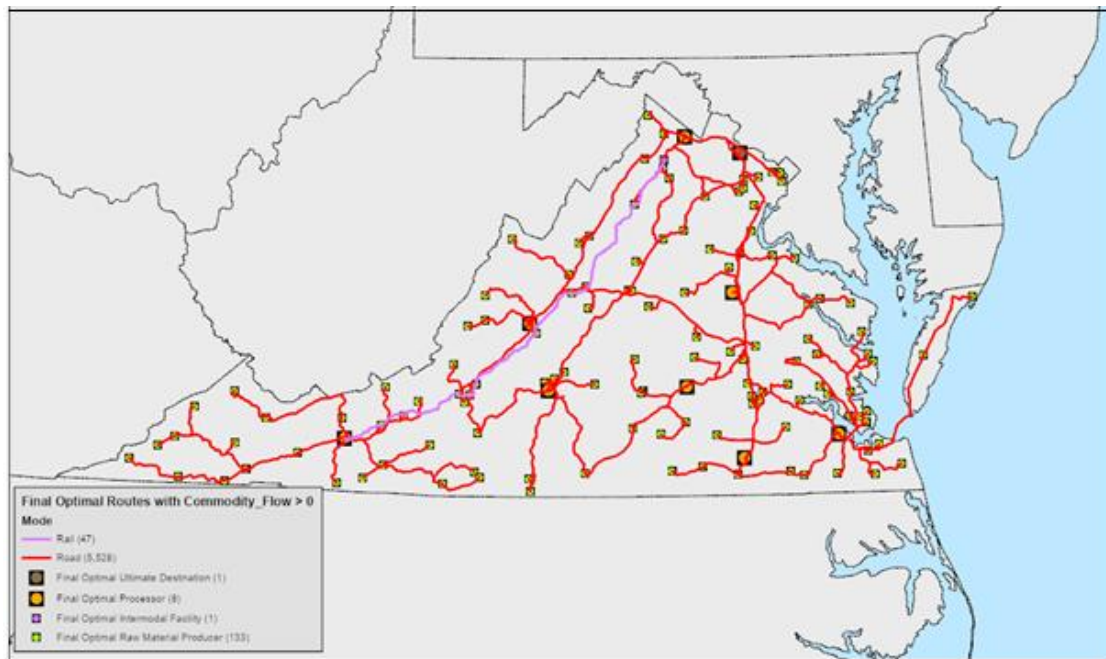 Final Optimal Routes with Commodity_Flow > 0
Mode
Rail (47)
Road (5,528)
Final Optimal Ultimate Destination (1)
Final Optimal Processor (8)
Final Optimal Intermodal Facility (1)
Final Optimal Raw Material Producer (133)